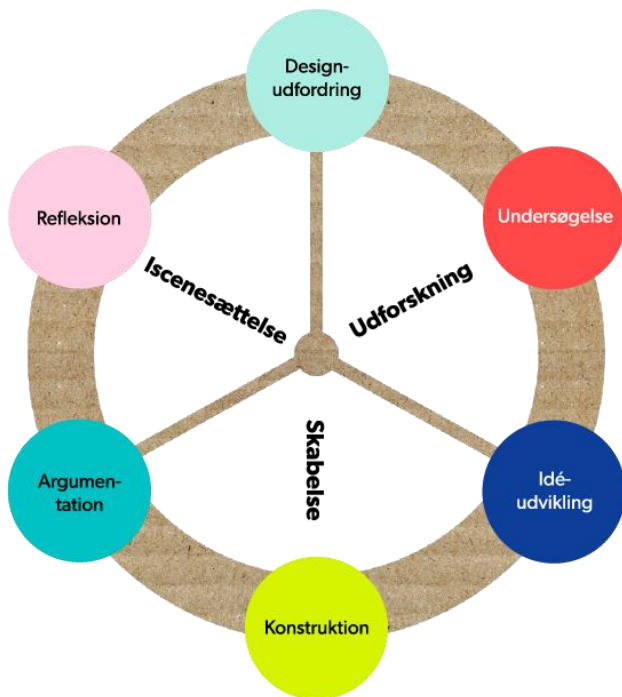 Design-
udfordring
Undersøgelse
Idé-
udvikling
Konstruktion
Argumen-
tation
Refleksion
Iscenesættelse
Udforskning
Skabelse